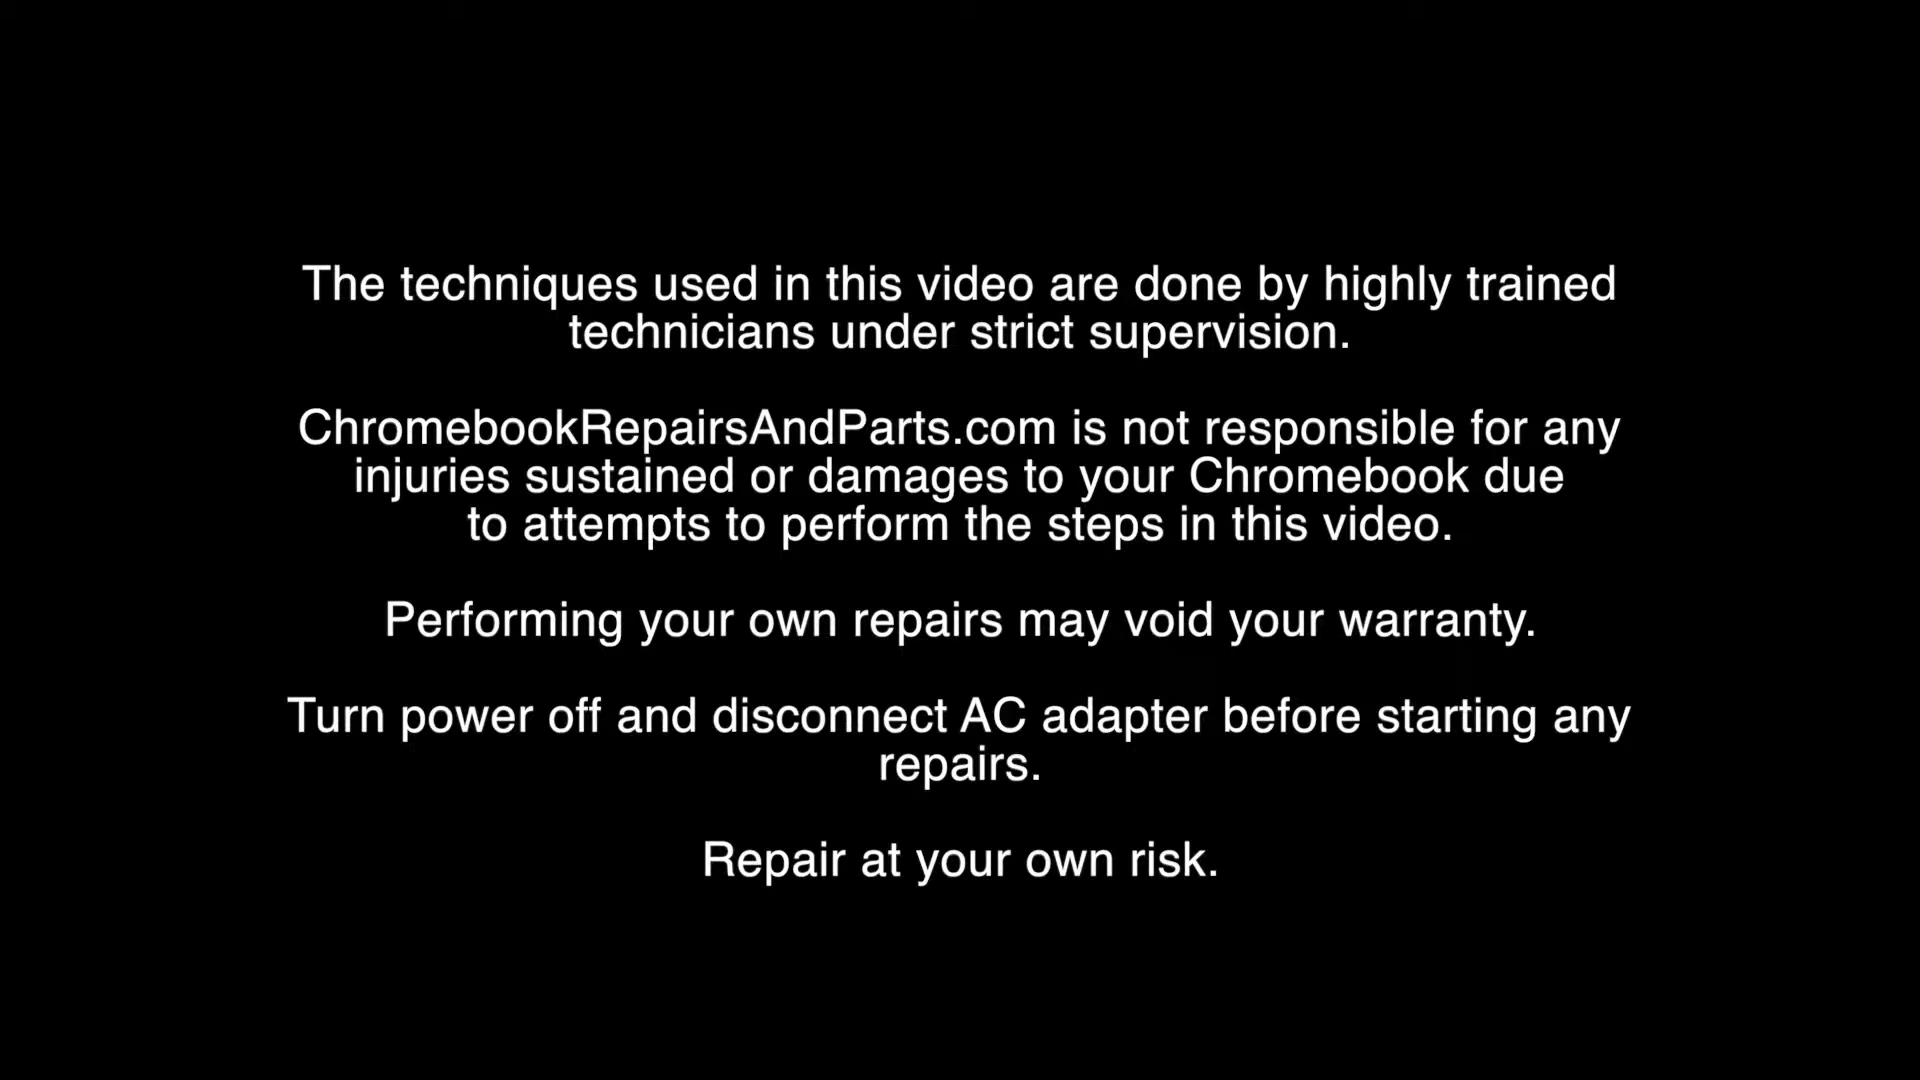 The techniques used in this video are done by highly trained
technicians under strict supervision.
ChromebookRepairsAndParts.com is not responsible for any
injuries sustained or damages to your Chromebook due
to attempts to perform the steps in this video.
Performing your own repairs may void your warranty.
Turn power off and disconnect AC adapter before starting any
repairs.
Repair at your own risk.